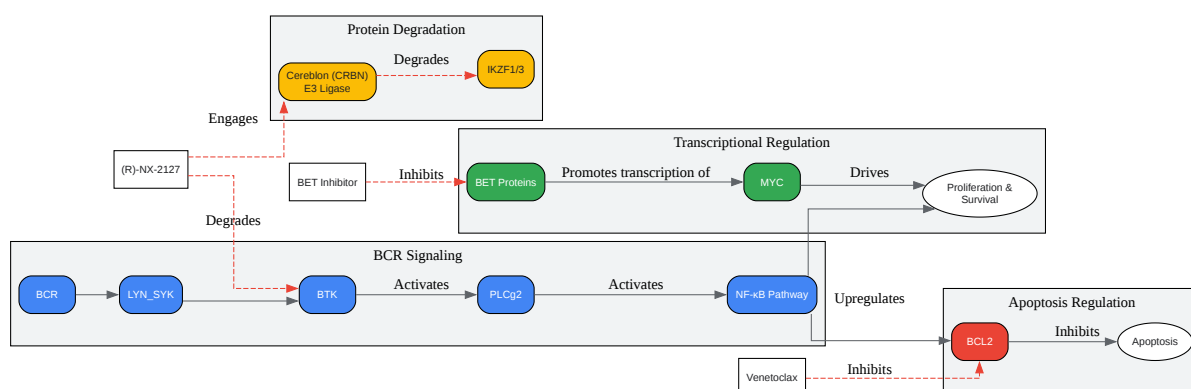 Protein Degradation
Degrades
Cereblon (CRBN)
E3 Ligase
IKZF1/3
Engages
(R)-NX-2127
Transcriptional Regulation
BET Inhibitor
Inhibits
BET Proteins
Promotes transcription of
MYC
Drives
Proliferation &
Survival
Degrades
BCR Signaling
BCR
LYN_SYK
BTK
Activates
PLCg2
Activates
NF-κB Pathway
Upregulates
Apoptosis Regulation
BCL2
Inhibits
Apoptosis
Venetoclax
Inhibits